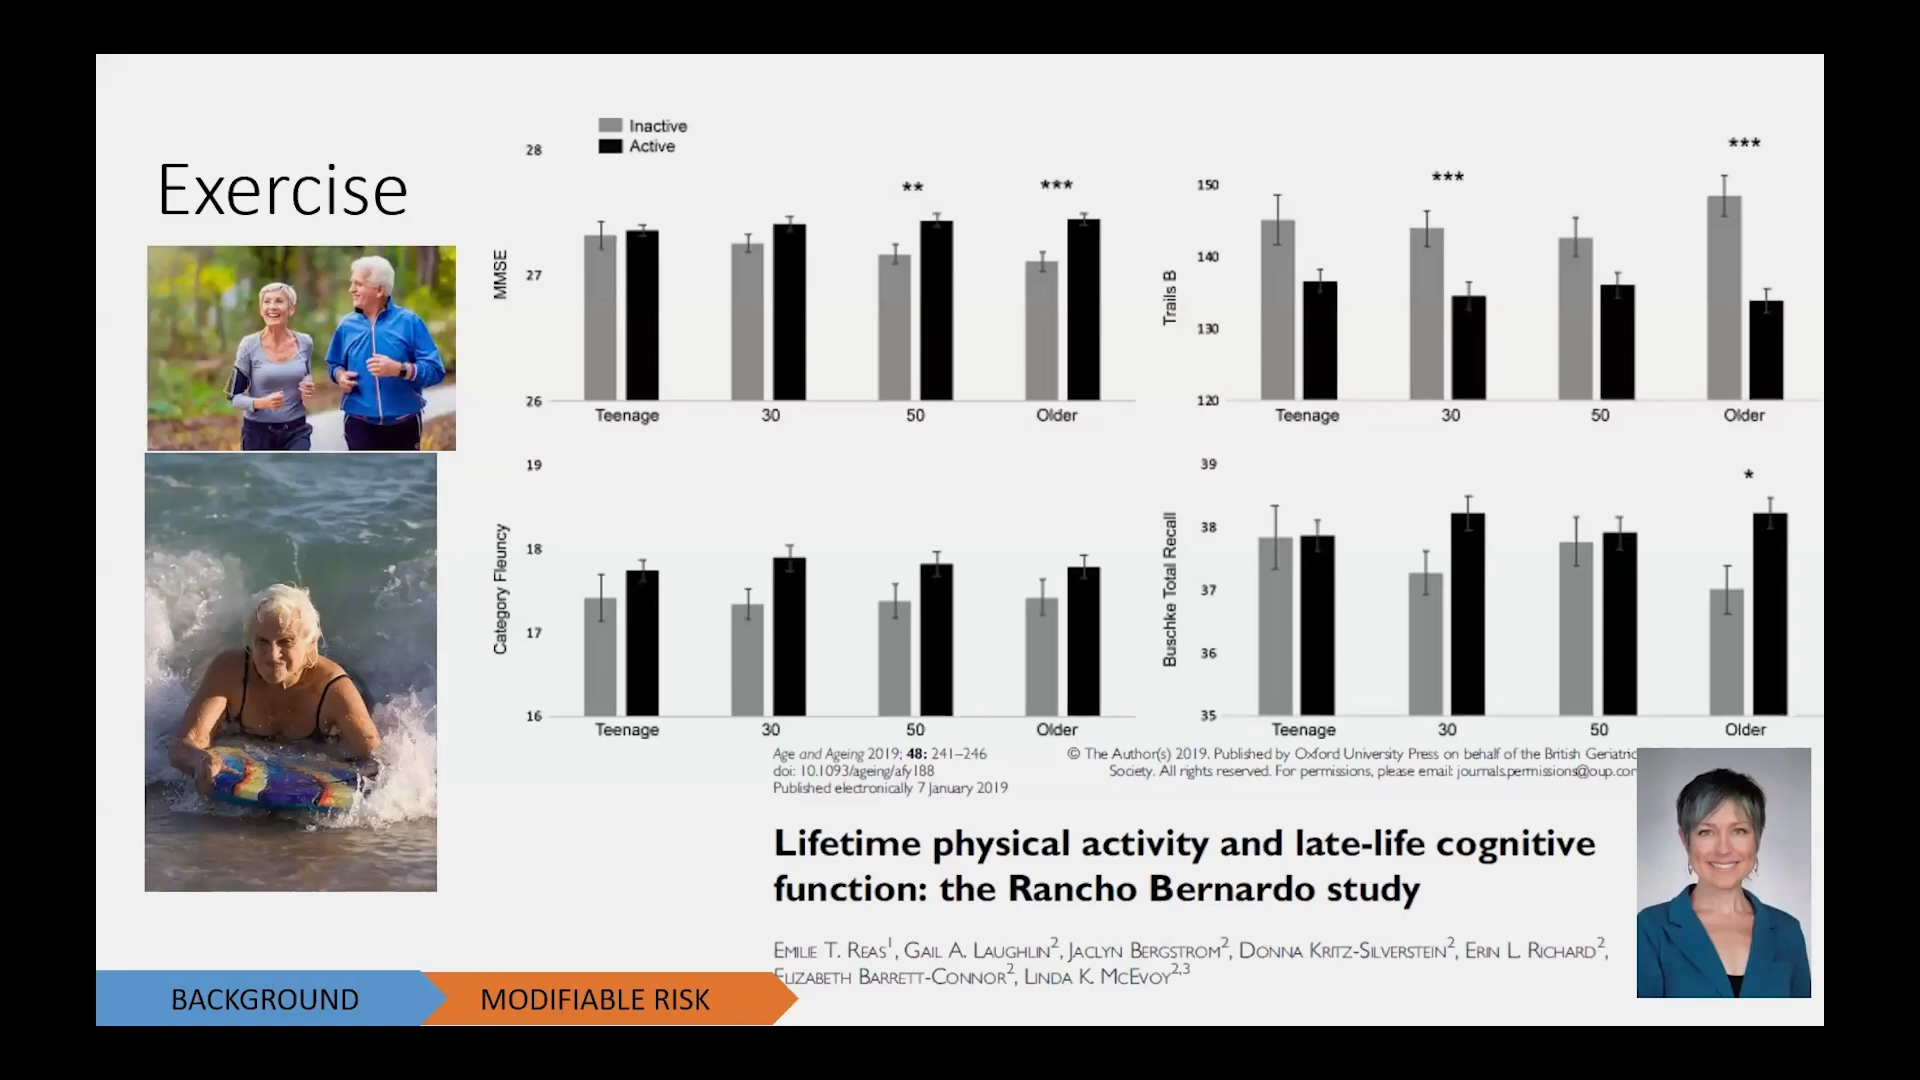 Exercise
Inactive
Active
28
27
26
MMSE
**
***
Teenage 30 50 Older
150
140
130
120
Trails B
***
***
Teenage 30 50 Older
19
18
17
16
Category Fleuncy
Teenage 30 50 Older
39
38
37
36
35
Buschke Total Recall
*
Teenage 30 50 Older
Age and Ageing 2019; 48: 241–246
doi: 10.1093/ageing/afy188
Published electronically 7 January 2019
© The Author(s) 2019. Published by Oxford University Press on behalf of the British Geriatric
Society. All rights reserved. For permissions, please email: journals.permissions@oup.com
Lifetime physical activity and late-life cognitive
function: the Rancho Bernardo study
EMILIE T. REAS1, GAIL A. LAUGHLIN2, JACLYN BERGSTROM2, DONNA KRITZ-SILVERSTEIN2, ERIN L. RICHARD2,
ELIZABETH BARRETT-CONNOR2, LINDA K. MCEVOY2,3
BACKGROUND
MODIFIABLE RISK